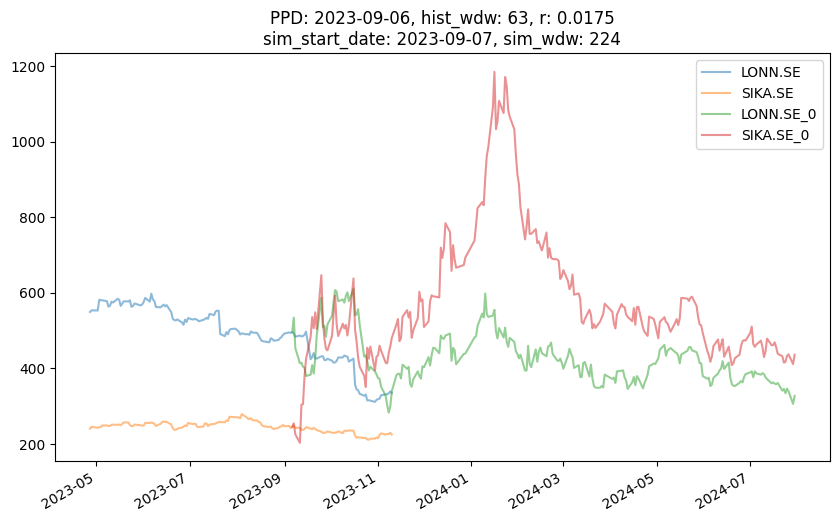 PPD: 2023-09-06, hist_wdw: 63, r: 0.0175
sim_start_date: 2023-09-07, sim_wdw: 224
LONN.SE
SIKA.SE
LONN.SE_0
SIKA.SE_0
1200
1000
800
600
400
200
2023-05
2023-07
2023-09
2023-11
2024-01
2024-03
2024-05
2024-07